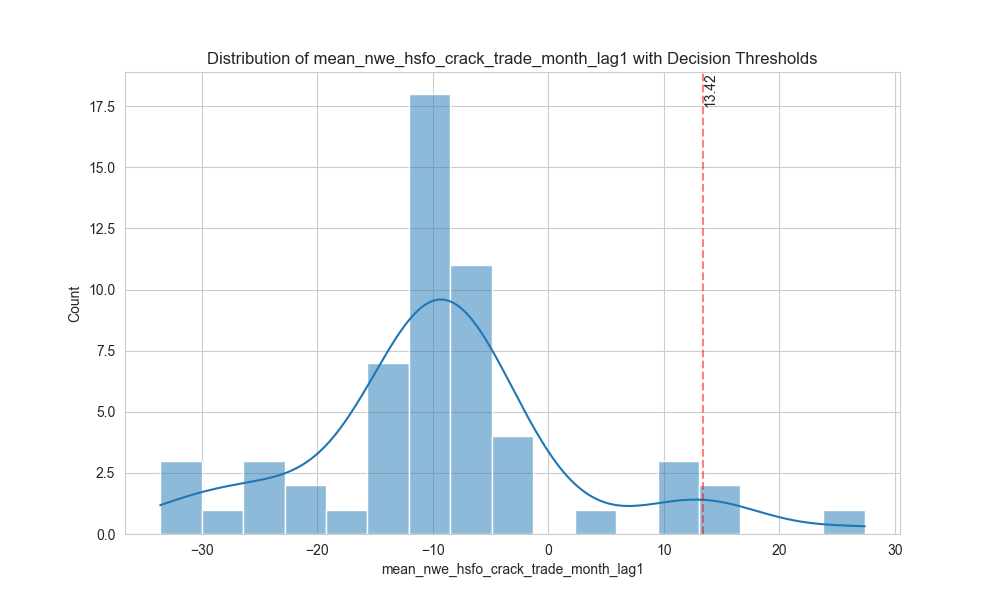 Distribution of mean_nwe_hsfo_crack_trade_month_lag1 with Decision Thresholds
13.42
17.5
15.0
12.5
10.0
7.5
5.0
2.5
0.0
Count
−30 −20 −10 0 10 20 30
mean_nwe_hsfo_crack_trade_month_lag1